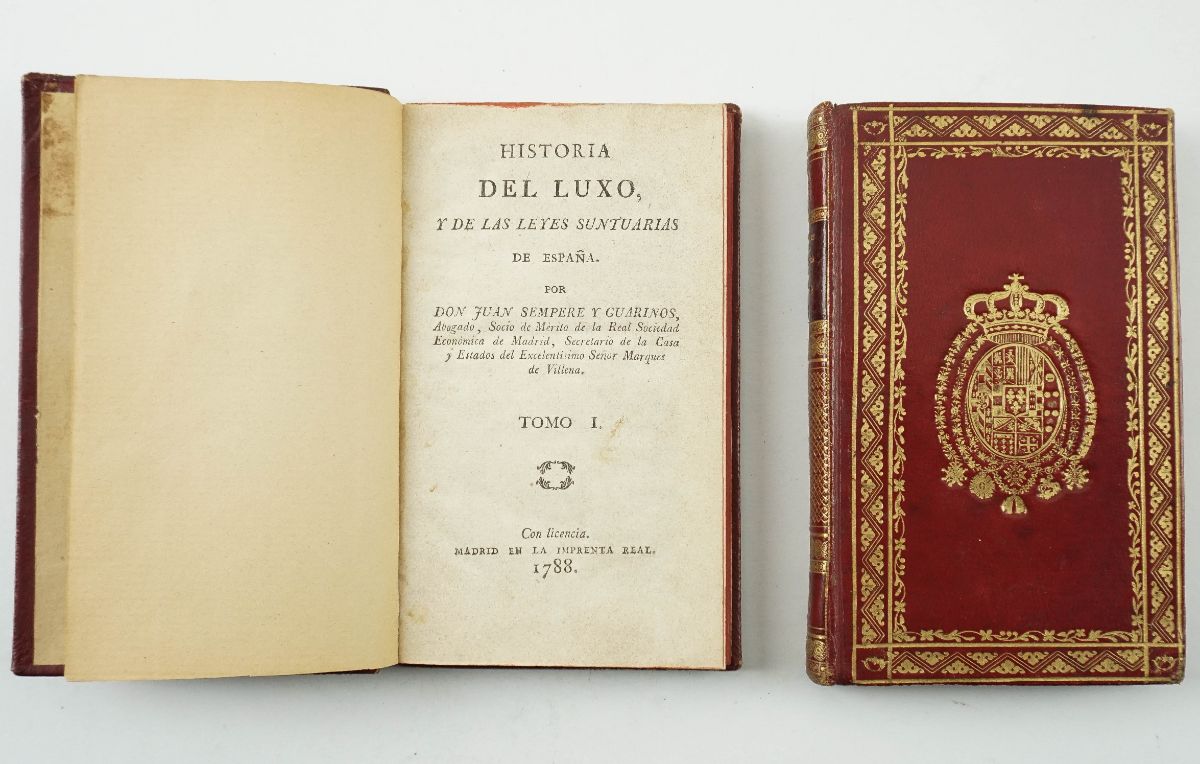 HISTORIA
DEL LUXO,
Y DE LAS LEYES SUNTUARIAS
DE ESPAÑA.
POR
DON JUAN SEMPERE Y GUARINOS,
Abogado, Socio de Mérito de la Real Sociedad
Económica de Madrid, Secretario de la Casa
y Estados del Excelentísimo Señor Marques
de Villena.
TOMO I.
Con licencia.
MADRID EN LA IMPRENTA REAL.
1788.